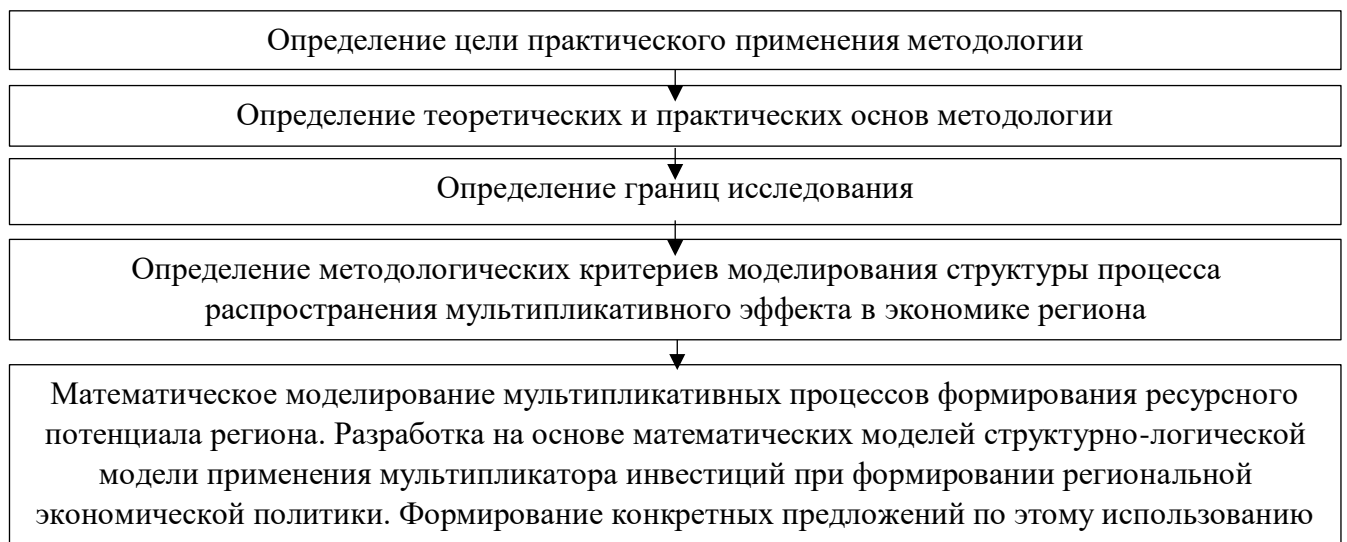 Определение цели практического применения методологии
Определение теоретических и практических основ методологии
Определение границ исследования
Определение методологических критериев моделирования структуры процесса
распространения мультипликативного эффекта в экономике региона
Математическое моделирование мультипликативных процессов формирования ресурсного
потенциала региона. Разработка на основе математических моделей структурно-логической
модели применения мультипликатора инвестиций при формировании региональной
экономической политики. Формирование конкретных предложений по этому использованию